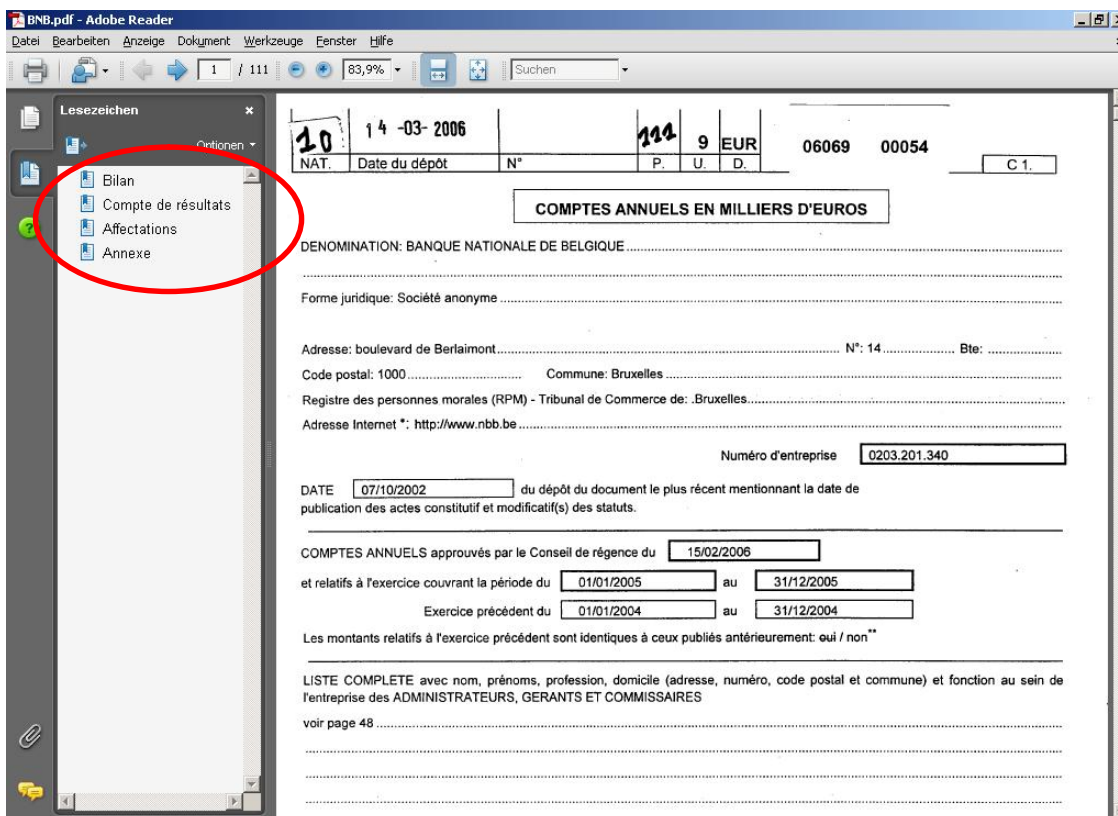 BNB.pdf - Adobe Reader
Datei Bearbeiten Anzeige Dokument Werkzeuge Fenster Hilfe
1 / 111 83,9% Suchen
Lesezeichen
Optionen
Bilan
Compte de résultats
Affectations
Annexe
10 14 -03- 2006 111 9 EUR 06069 00054
NAT. Date du dépôt N° P. U. D. C 1.
COMPTES ANNUELS EN MILLIERS D'EUROS
DENOMINATION: BANQUE NATIONALE DE BELGIQUE
Forme juridique: Société anonyme
Adresse: boulevard de Berlaimont N°: 14 Bte:
Code postal: 1000 Commune: Bruxelles
Registre des personnes morales (RPM) - Tribunal de Commerce de: .Bruxelles
Adresse Internet *: http://www.nbb.be
Numéro d'entreprise 0203.201.340
DATE 07/10/2002 du dépôt du document le plus récent mentionnant la date de
publication des actes constitutif et modificatif(s) des statuts.
COMPTES ANNUELS approuvés par le Conseil de régence du 15/02/2006
et relatifs à l'exercice couvrant la période du 01/01/2005 au 31/12/2005
Exercice précédent du 01/01/2004 au 31/12/2004
Les montants relatifs à l'exercice précédent sont identiques à ceux publiés antérieurement: oui / non**
LISTE COMPLETE avec nom, prénoms, profession, domicile (adresse, numéro, code postal et commune) et fonction au sein de
l'entreprise des ADMINISTRATEURS, GERANTS ET COMMISSAIRES
voir page 48